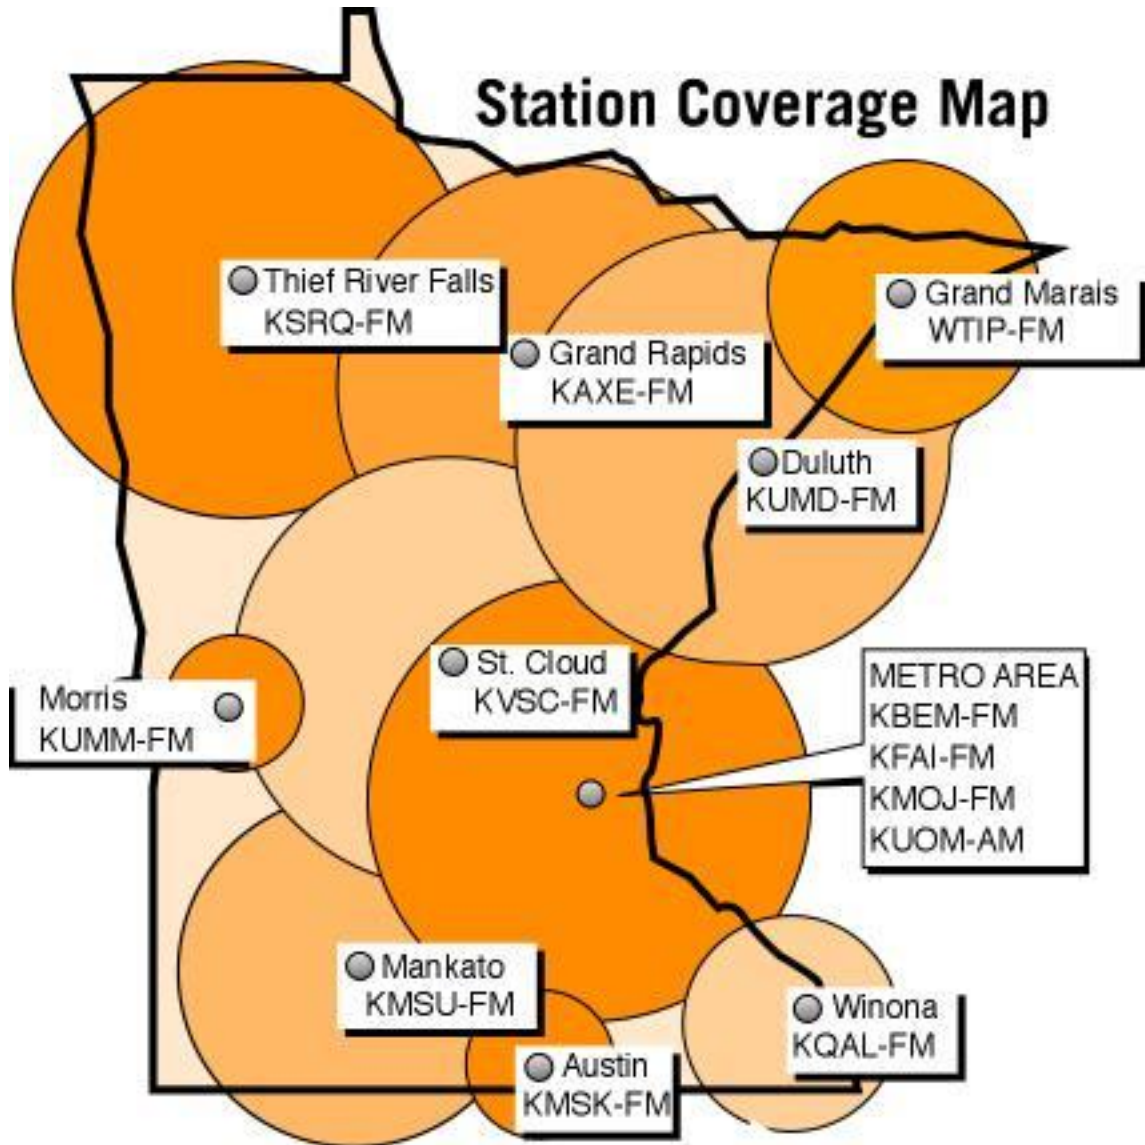 Station Coverage Map
Thief River Falls
KSRQ-FM
Grand Marais
WTIP-FM
Grand Rapids
KAXE-FM
Duluth
KUMD-FM
St. Cloud
KVSC-FM
Morris
KUMM-FM
METRO AREA
KBEM-FM
KFAI-FM
KMOJ-FM
KUOM-AM
Mankato
KMSU-FM
Winona
KQAL-FM
Austin
KMSK-FM